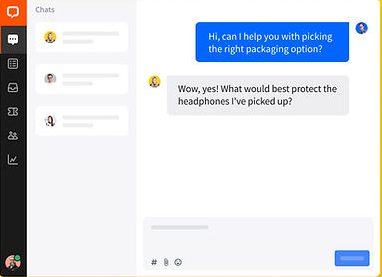 Chats
Hi, can I help you with picking
the right packaging option?
Wow, yes! What would best protect the
headphones I've picked up?
#